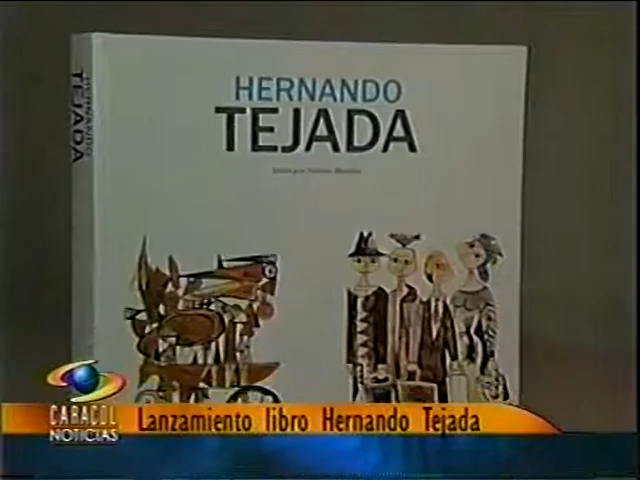 HERNANDO
TEJADA
HERNANDO
TEJADA
CARACOL
NOTICIAS
Lanzamiento libro Hernando Tejada